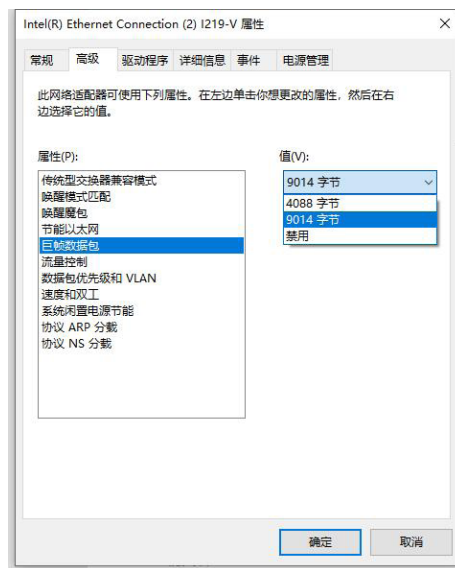 Intel(R) Ethernet Connection (2) I219-V 属性
常规 高级 驱动程序 详细信息 事件 电源管理
此网络适配器可使用下列属性。在左边单击你想更改的属性，然后在右
边选择它的值。
属性(P):
值(V):
传统型交换器兼容模式
唤醒模式匹配
唤醒魔包
节能以太网
巨帧数据包
流量控制
数据包优先级和 VLAN
速度和双工
系统闲置电源节能
协议 ARP 分载
协议 NS 分载
9014 字节
4088 字节
9014 字节
禁用
确定
取消